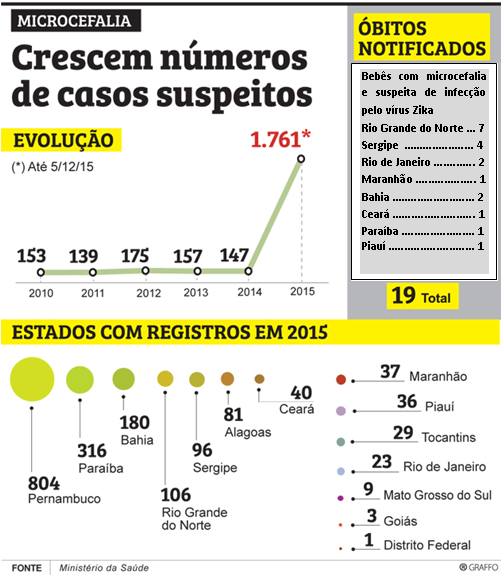 MICROCEFALIA
Crescem números
de casos suspeitos
EVOLUÇÃO
(*) Até 5/12/15
1.761*
153
139
175
157
147
2010
2011
2012
2013
2014
2015
ÓBITOS
NOTIFICADOS
Bebês com microcefalia
e suspeita de infecção
pelo vírus Zika
Rio Grande do Norte ... 7
Sergipe .................. 4
Rio de Janeiro .......... 2
Maranhão ............... 1
Bahia ....................... 2
Ceará ....................... 1
Paraíba .................... 1
Piauí ........................ 1
19 Total
ESTADOS COM REGISTROS EM 2015
804
Pernambuco
316
Paraíba
180
Bahia
106
Rio Grande
do Norte
96
Sergipe
81
Alagoas
40
Ceará
37 Maranhão
36 Piauí
29 Tocantins
23 Rio de Janeiro
9 Mato Grosso do Sul
3 Goiás
1 Distrito Federal
FONTE Ministério da Saúde
GRAFFO